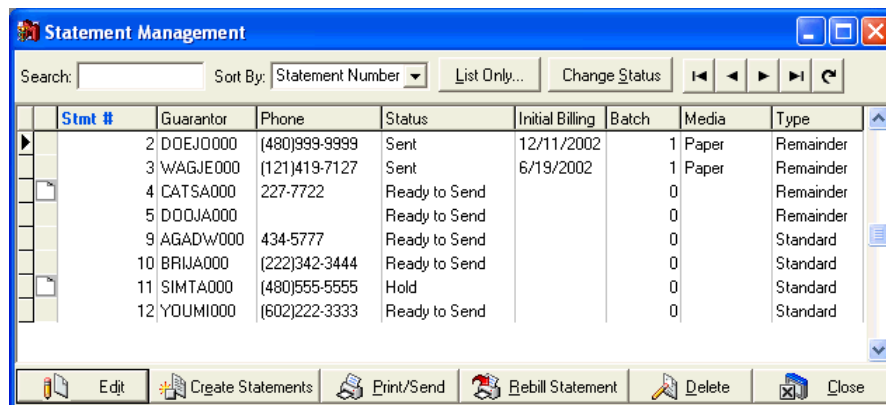 Statement Management
Search: Sort By: Statement Number List Only... Change Status
Stmt # Guarantor Phone Status Initial Billing Batch Media Type
2 DOEJO000 (480)999-9999 Sent 12/11/2002 1 Paper Remainder
3 WAGJE000 (121)419-7127 Sent 6/19/2002 1 Paper Remainder
4 CATSA000 227-7722 Ready to Send 0 Remainder
5 DOOJA000 Ready to Send 0 Remainder
9 AGADW000 434-5777 Ready to Send 0 Standard
10 BRIJA000 (222)342-3444 Ready to Send 0 Standard
11 SIMTA000 (480)555-5555 Hold 0 Standard
12 YOUMI000 (602)222-3333 Ready to Send 0 Standard
Edit Create Statements Print/Send Rebill Statement Delete Close